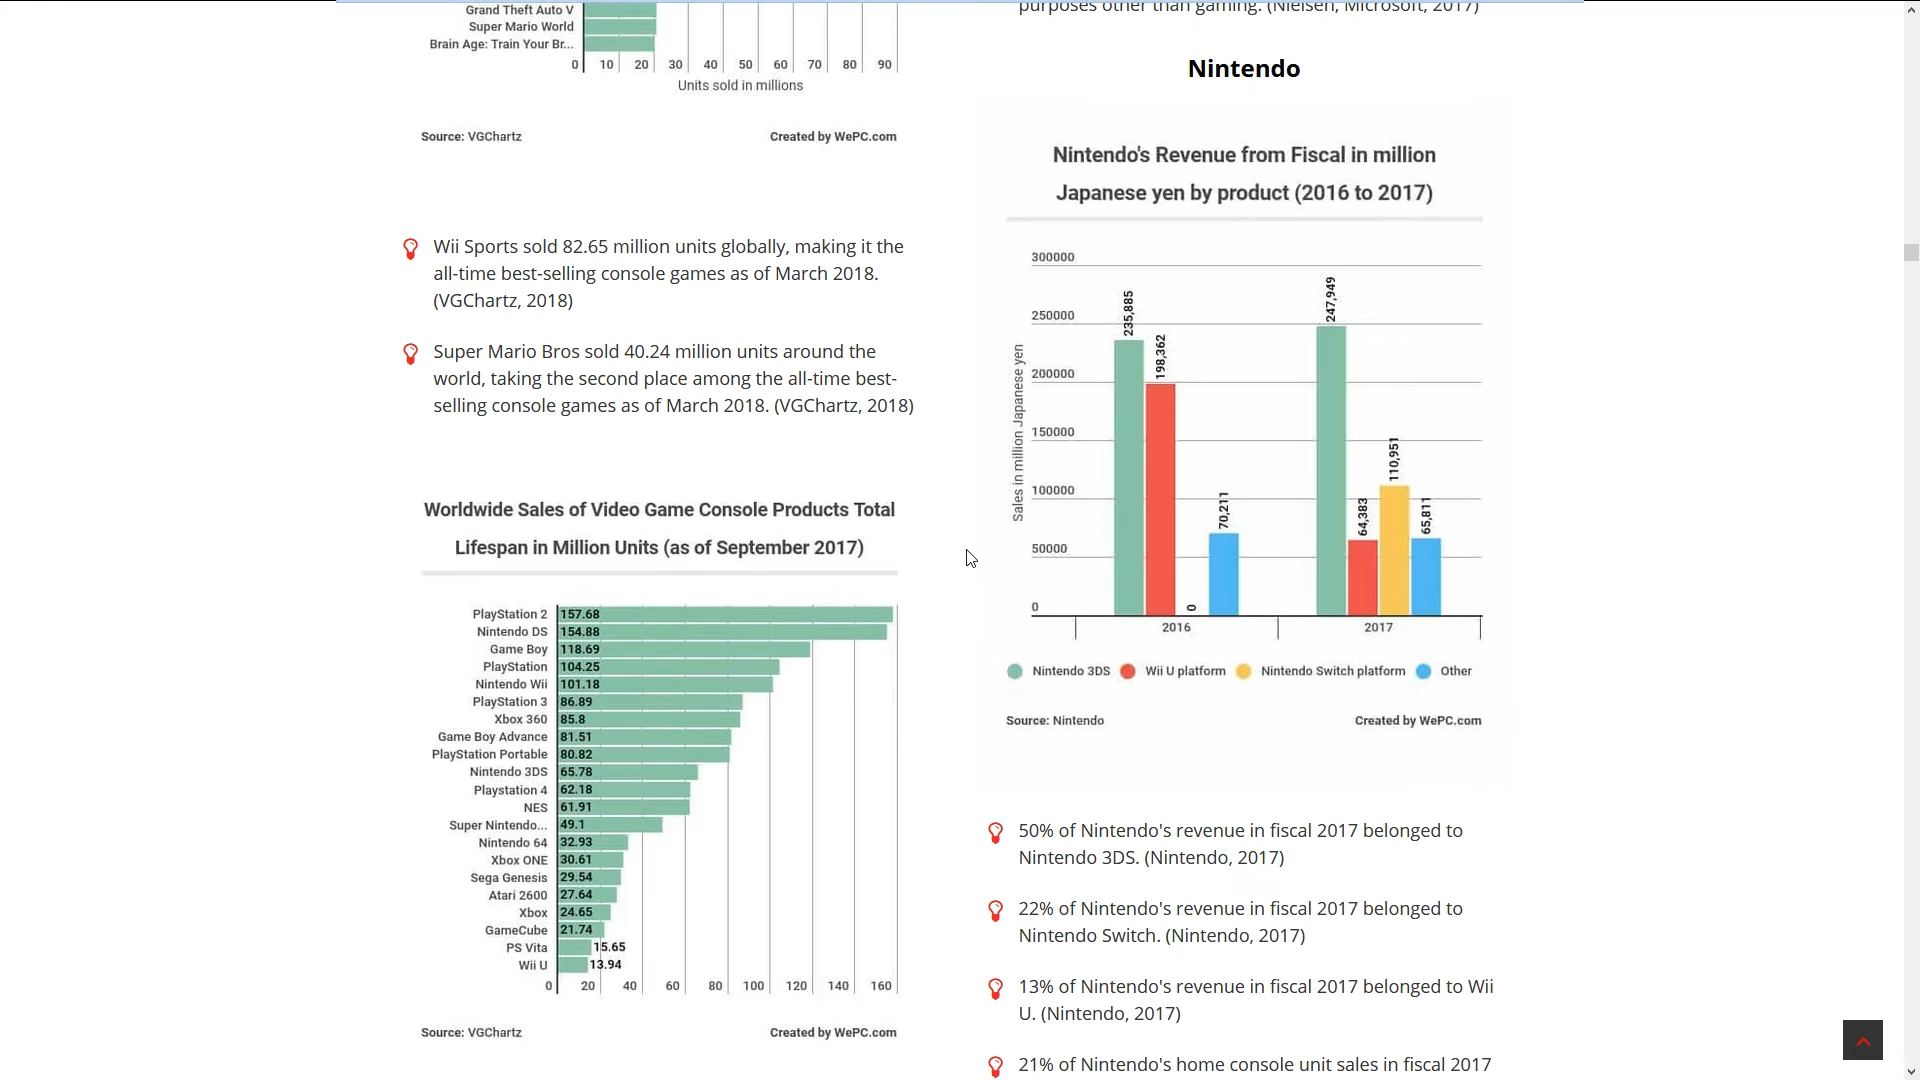 Grand Theft Auto V
Super Mario World
Brain Age: Train Your Br...
0 10 20 30 40 50 60 70 80 90
Units sold in millions
Source: VGChartz Created by WePC.com
Wii Sports sold 82.65 million units globally, making it the
all-time best-selling console games as of March 2018.
(VGChartz, 2018)
Super Mario Bros sold 40.24 million units around the
world, taking the second place among the all-time best-
selling console games as of March 2018. (VGChartz, 2018)
Worldwide Sales of Video Game Console Products Total
Lifespan in Million Units (as of September 2017)
PlayStation 2 157.68
Nintendo DS 154.88
Game Boy 118.69
PlayStation 104.25
Nintendo Wii 101.18
PlayStation 3 86.89
Xbox 360 85.8
Game Boy Advance 81.51
PlayStation Portable 80.82
Nintendo 3DS 65.78
Playstation 4 62.18
NES 61.91
Super Nintendo... 49.1
Nintendo 64 32.93
Xbox ONE 30.61
Sega Genesis 29.54
Atari 2600 27.64
Xbox 24.65
GameCube 21.74
PS Vita 15.65
Wii U 13.94
0 20 40 60 80 100 120 140 160
Source: VGChartz Created by WePC.com
purposes other than gaming. (Nielsen, Microsoft, 2017)
Nintendo
Nintendo's Revenue from Fiscal in million
Japanese yen by product (2016 to 2017)
Sales in million Japanese yen
300000
250000
200000
150000
100000
50000
0
235,885
198,362
0
70,211
247,949
64,383
110,951
65,811
2016 2017
Nintendo 3DS Wii U platform Nintendo Switch platform Other
Source: Nintendo Created by WePC.com
50% of Nintendo's revenue in fiscal 2017 belonged to
Nintendo 3DS. (Nintendo, 2017)
22% of Nintendo's revenue in fiscal 2017 belonged to
Nintendo Switch. (Nintendo, 2017)
13% of Nintendo's revenue in fiscal 2017 belonged to Wii
U. (Nintendo, 2017)
21% of Nintendo's home console unit sales in fiscal 2017